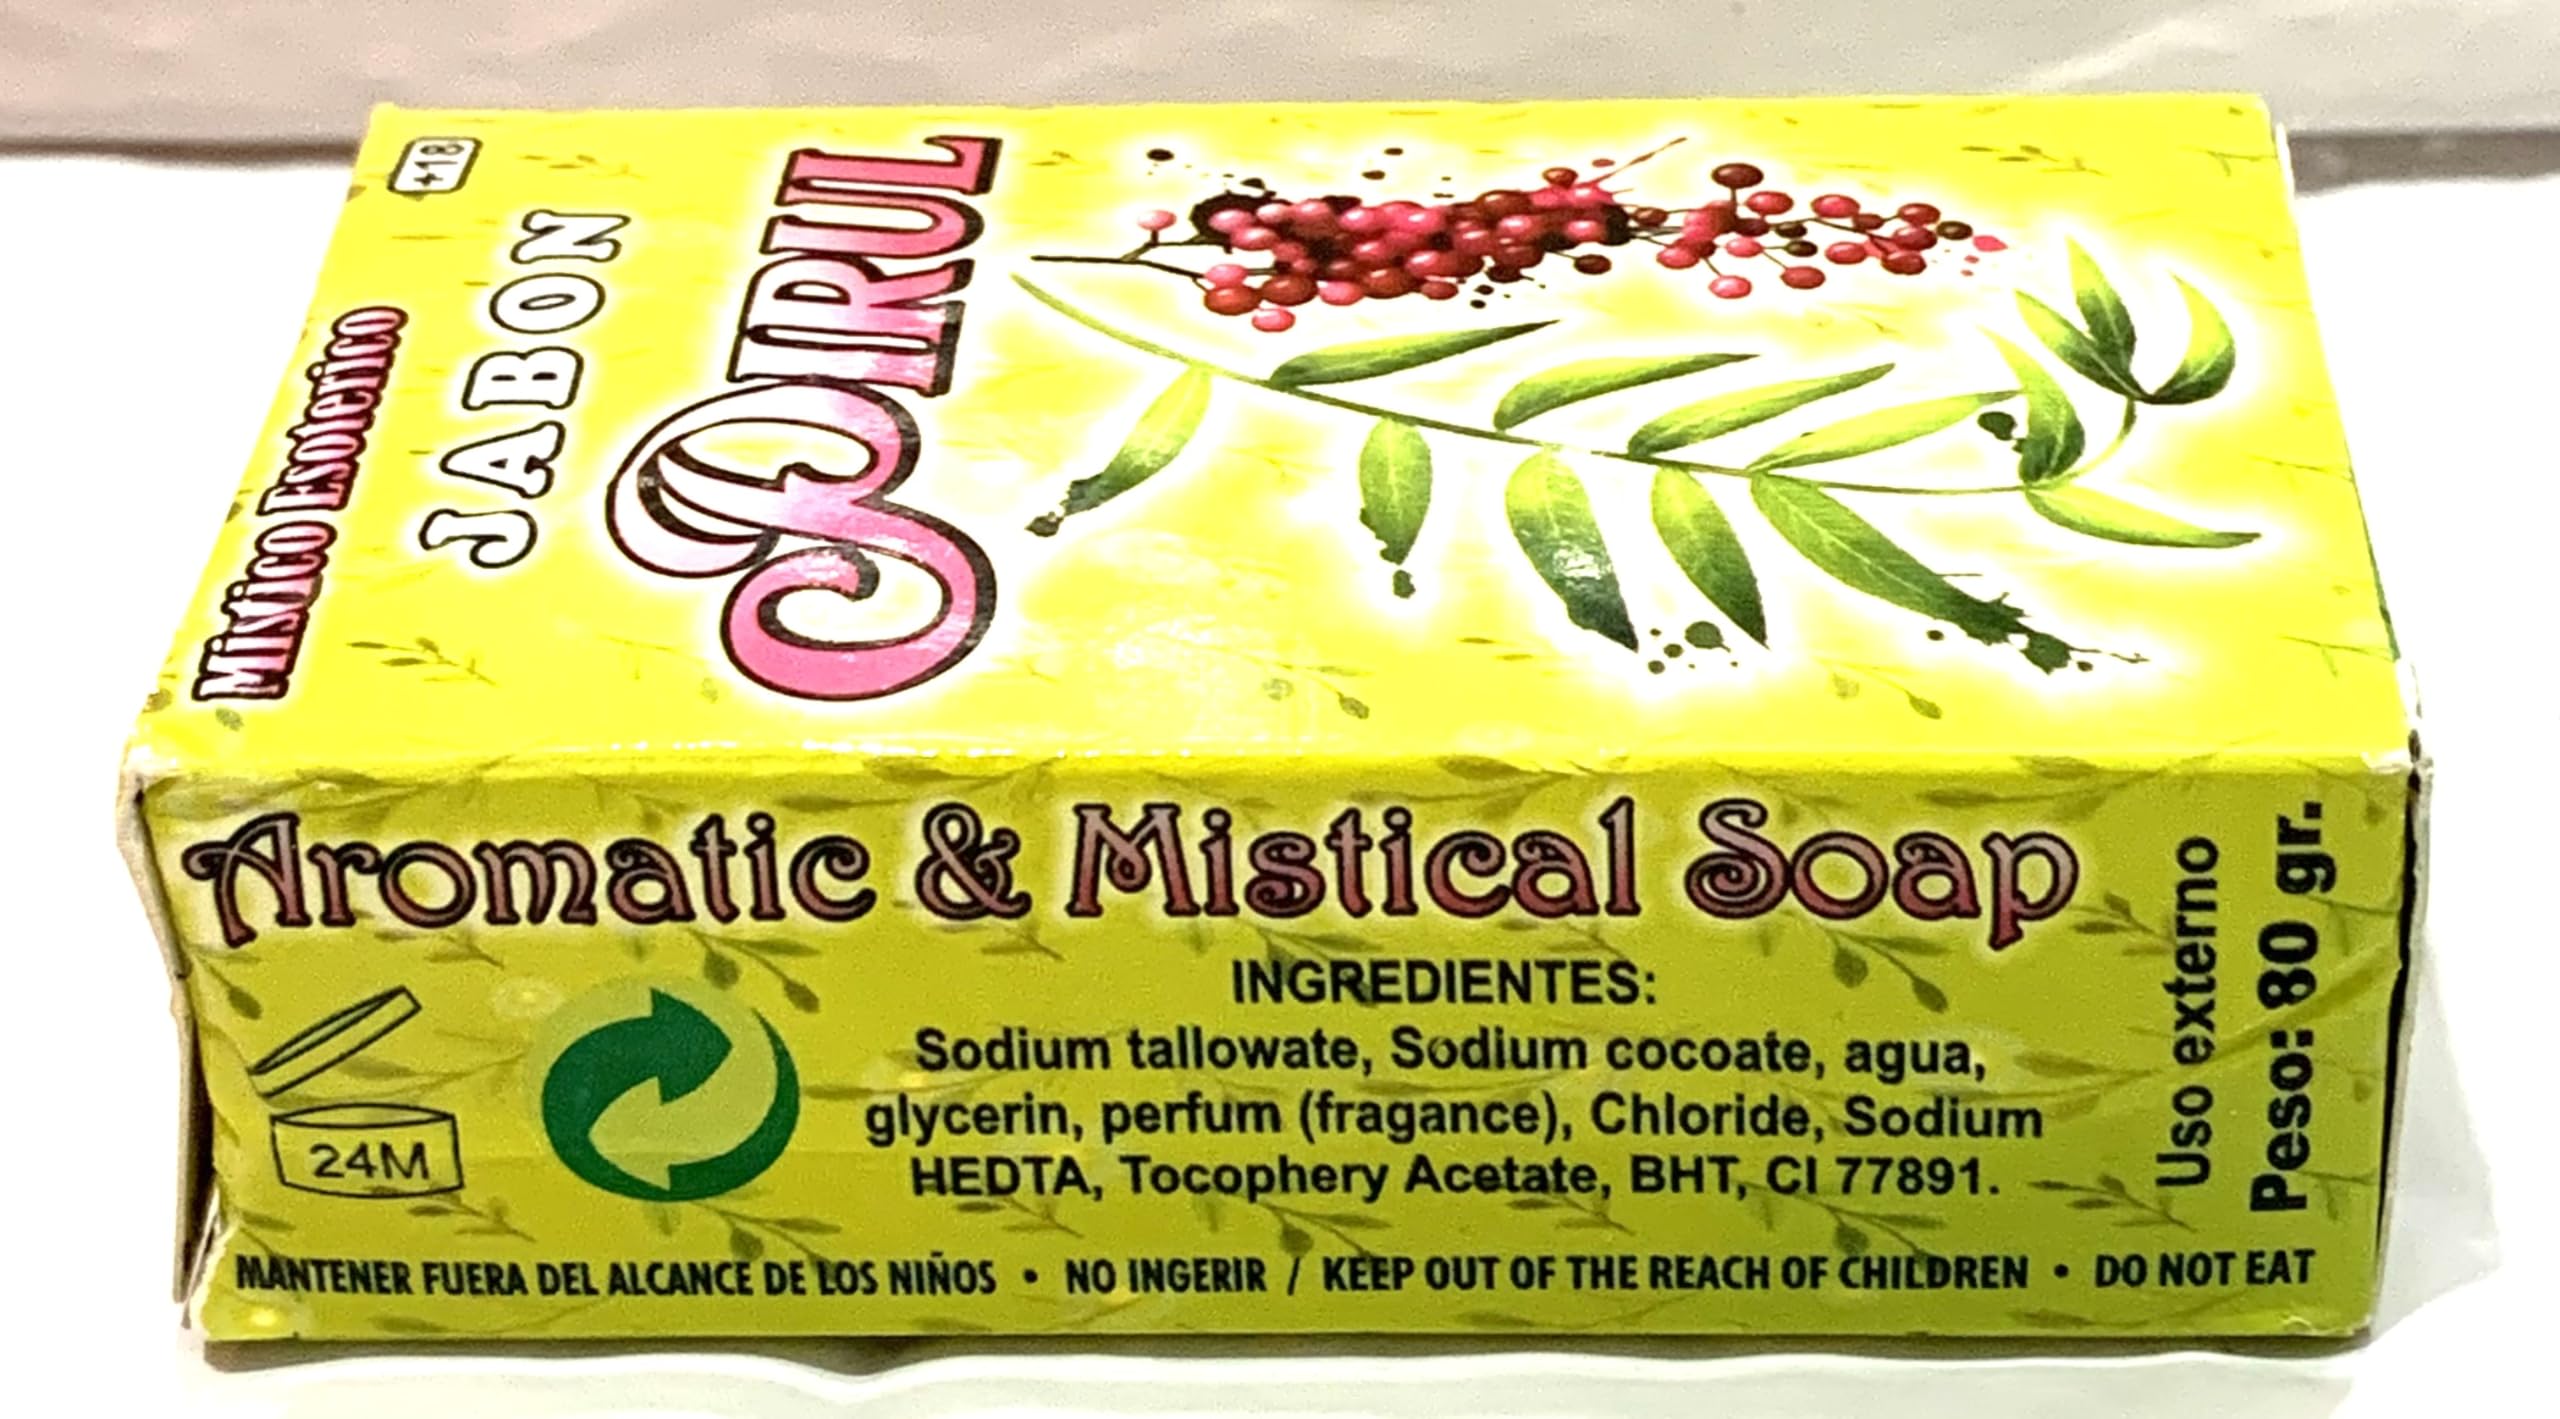 +18
Mistico Esoterico
JABON
PIRUL
Aromatic & Mistical Soap
INGREDIENTES:
Sodium tallowate, Sodium cocoate, agua,
glycerin, perfum (fragance), Chloride, Sodium
HEDTA, Tocophery Acetate, BHT, CI 77891.
24M
Uso externo
Peso: 80 gr.
MANTENER FUERA DEL ALCANCE DE LOS NIÑOS • NO INGERIR / KEEP OUT OF THE REACH OF CHILDREN • DO NOT EAT